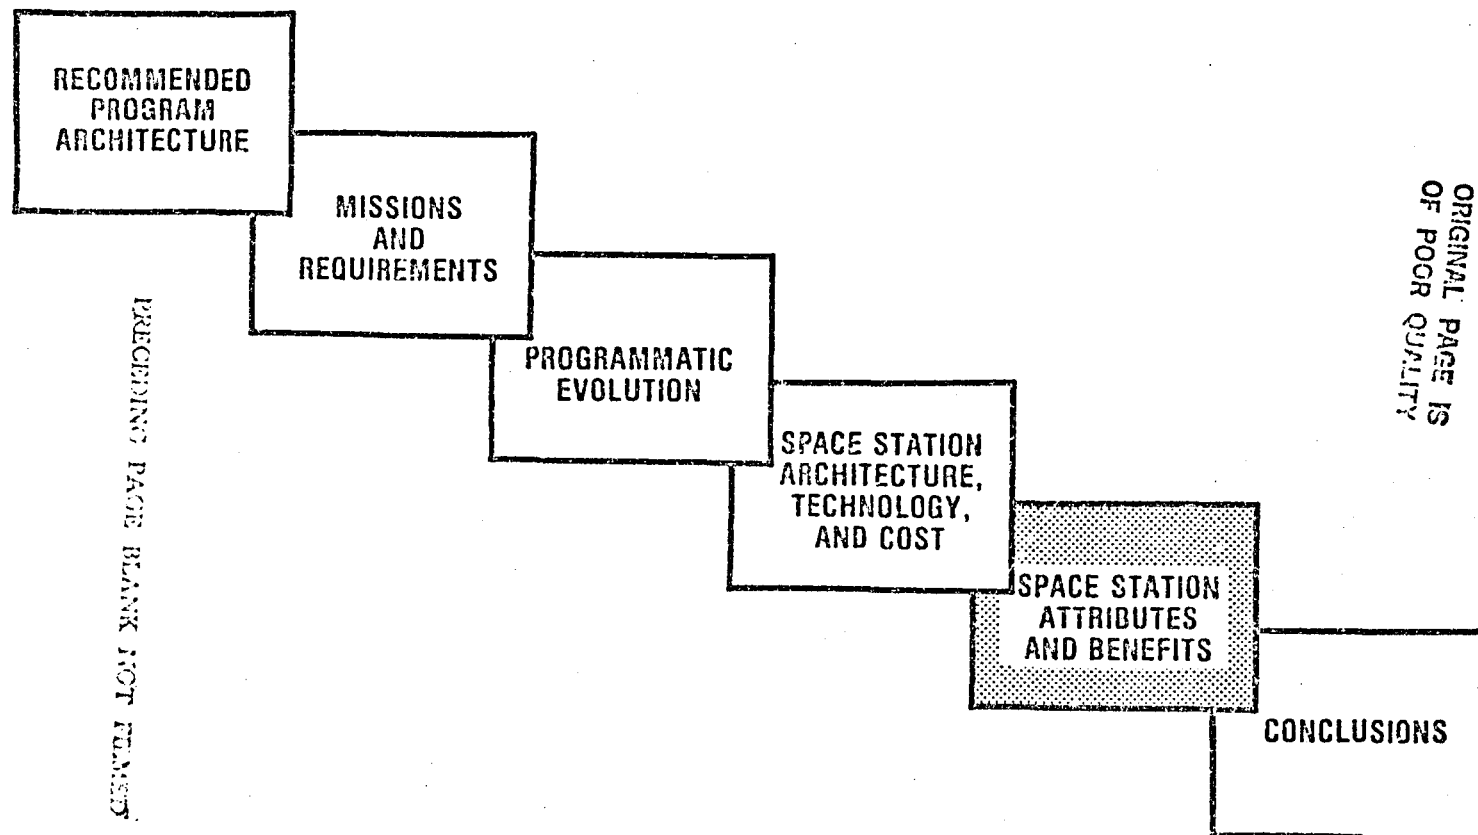 RECOMMENDED
PROGRAM
ARCHITECTURE
MISSIONS
AND
REQUIREMENTS
PROGRAMMATIC
EVOLUTION
SPACE STATION
ARCHITECTURE,
TECHNOLOGY,
AND COST
SPACE STATION
ATTRIBUTES
AND BENEFITS
CONCLUSIONS
ORIGINAL PAGE IS
OF POOR QUALITY
PRECEDING PAGE BLANK NOT FILMED